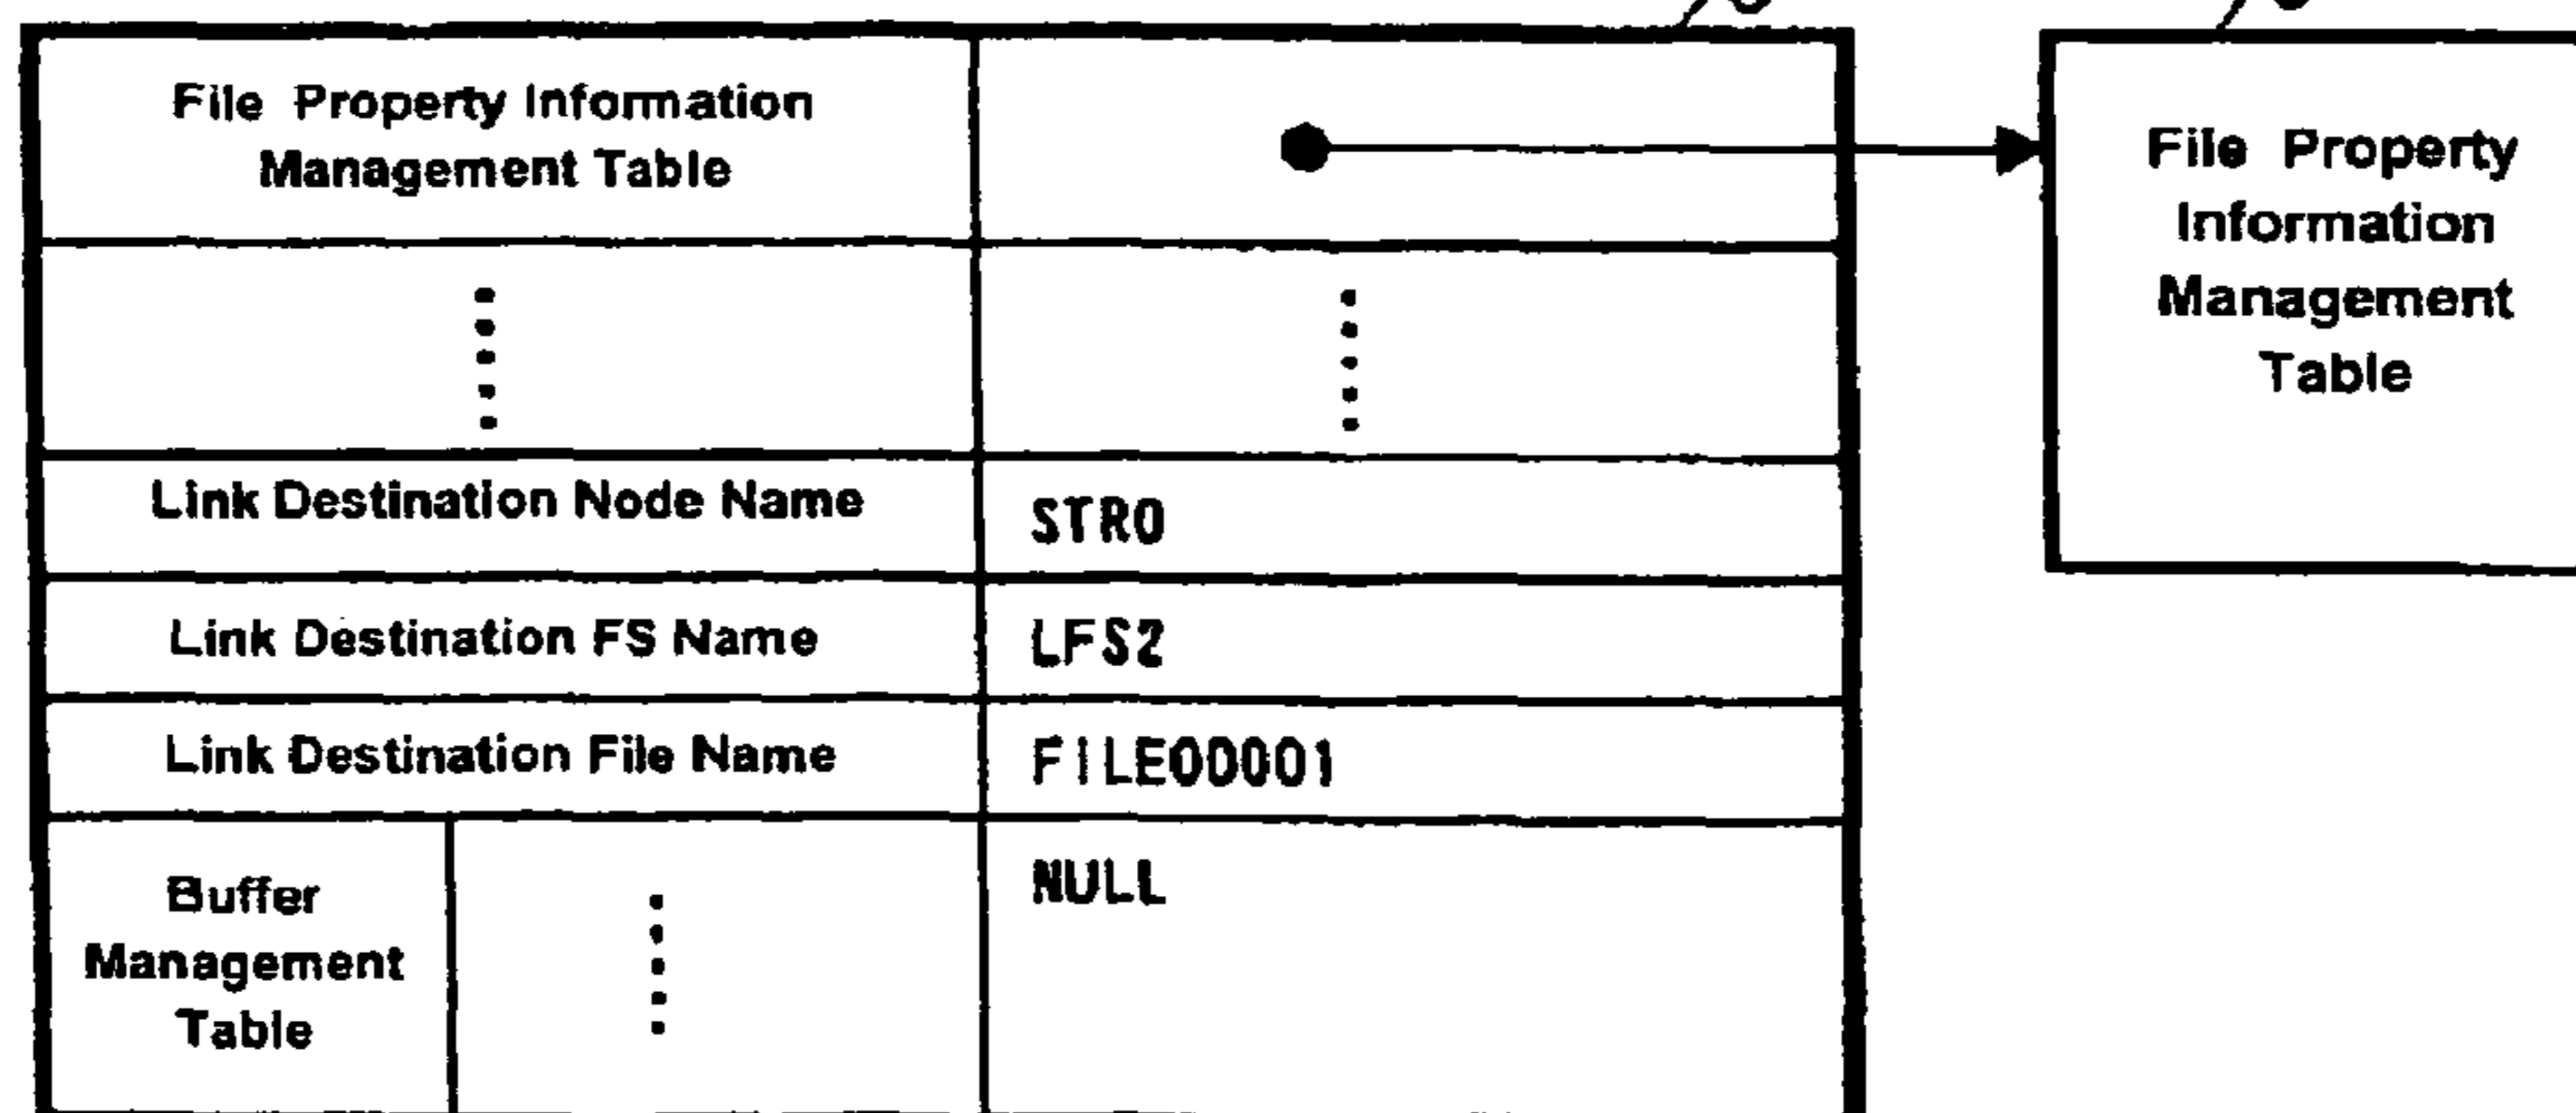 File Property Information
Management Table
File Property
Information
Management
Table
Link Destination Node Name
STR0
Link Destination FS Name
LFS2
Link Destination File Name
FILE00001
Buffer
Management
Table
NULL